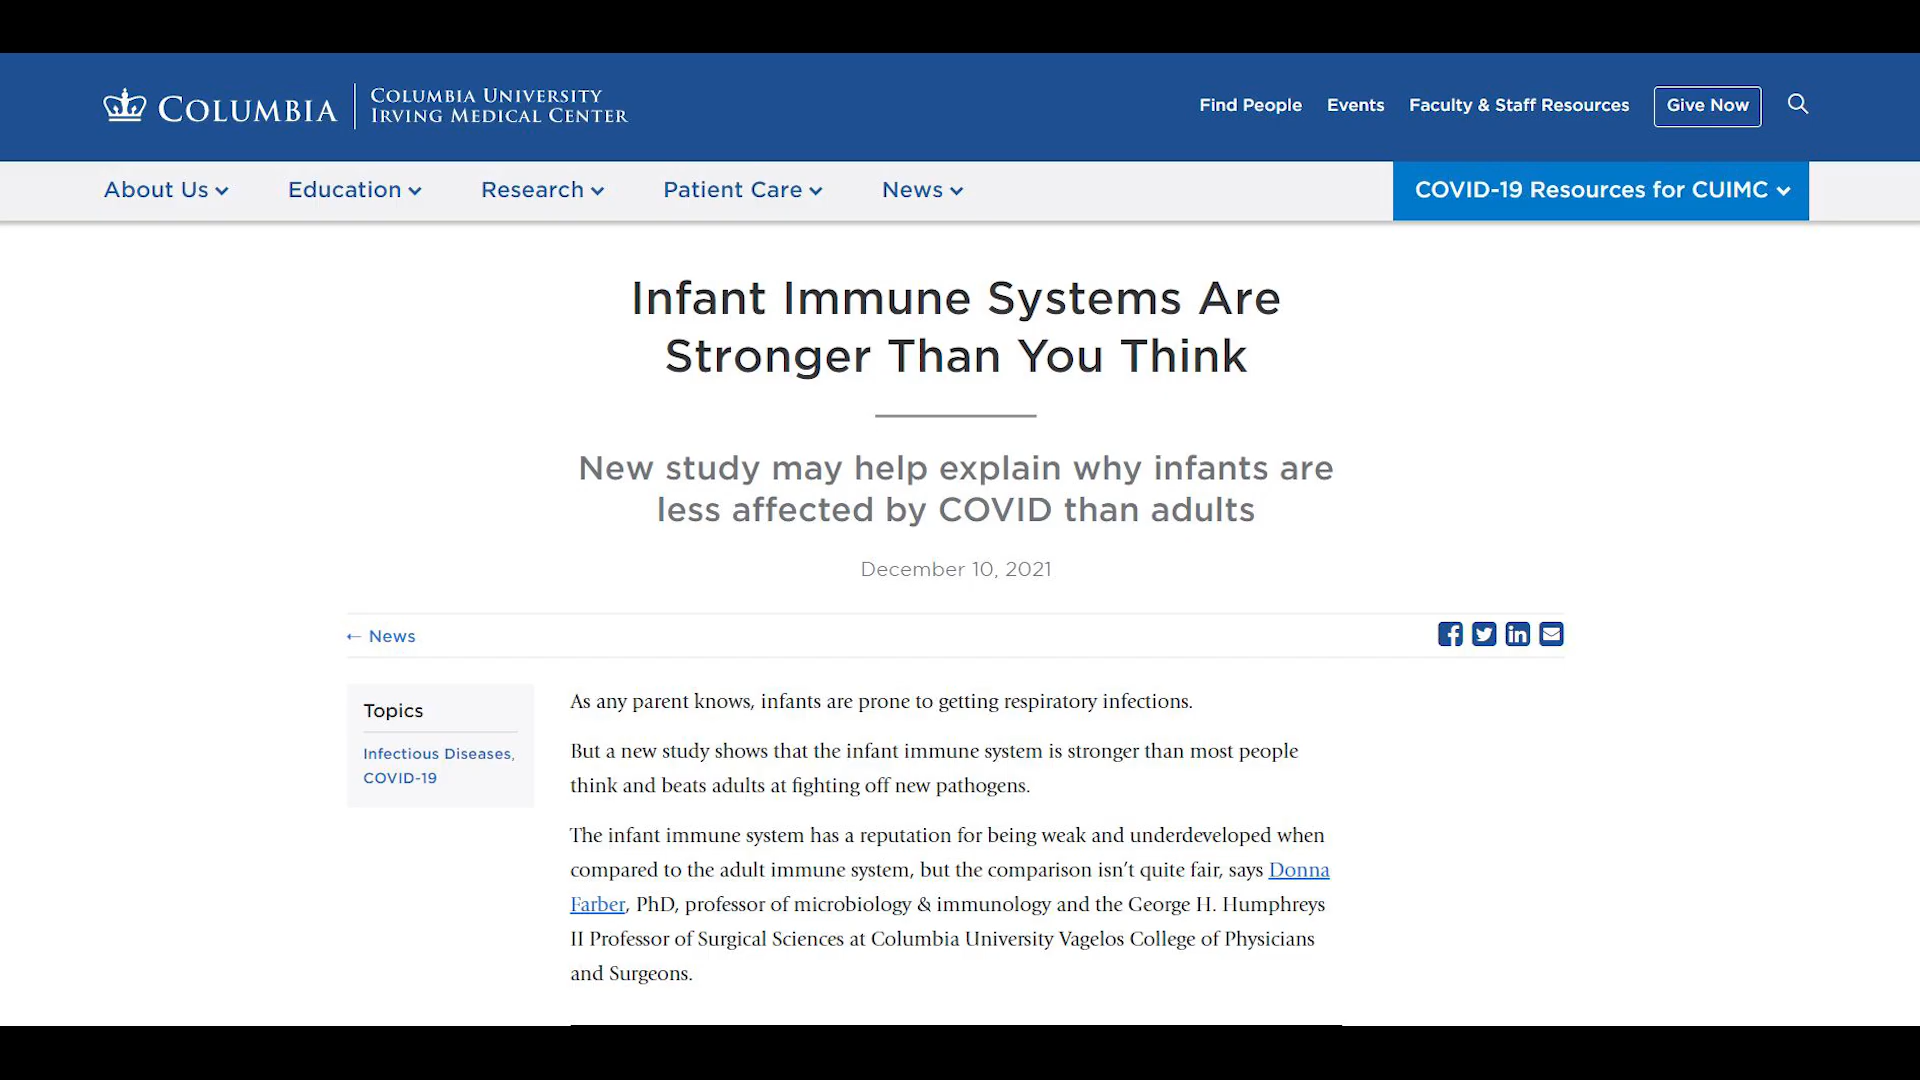 COLUMBIA
COLUMBIA UNIVERSITY
IRVING MEDICAL CENTER
Find People
Events
Faculty & Staff Resources
Give Now
About Us
Education
Research
Patient Care
News
COVID-19 Resources for CUIMC
Infant Immune Systems Are
Stronger Than You Think
New study may help explain why infants are
less affected by COVID than adults
December 10, 2021
← News
Topics
Infectious Diseases,
COVID-19
As any parent knows, infants are prone to getting respiratory infections.
But a new study shows that the infant immune system is stronger than most people
think and beats adults at fighting off new pathogens.
The infant immune system has a reputation for being weak and underdeveloped when
compared to the adult immune system, but the comparison isn’t quite fair, says Donna
Farber, PhD, professor of microbiology & immunology and the George H. Humphreys
II Professor of Surgical Sciences at Columbia University Vagelos College of Physicians
and Surgeons.